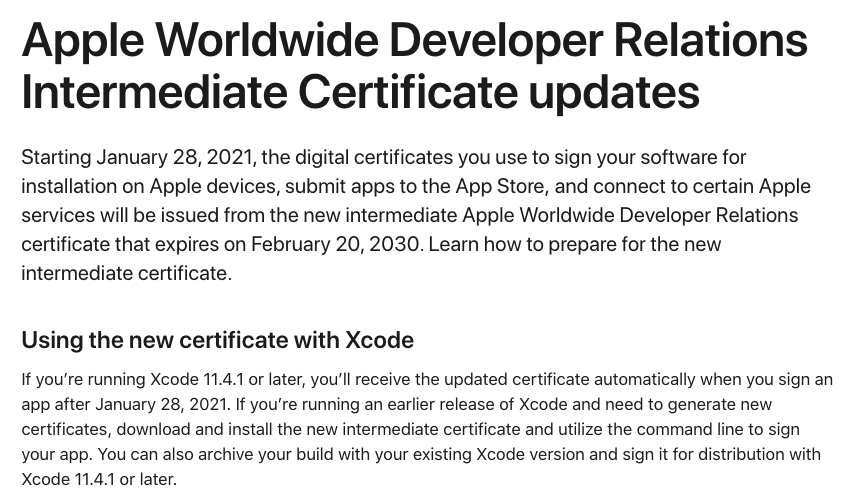 Apple Worldwide Developer Relations
Intermediate Certificate updates
Starting January 28, 2021, the digital certificates you use to sign your software for
installation on Apple devices, submit apps to the App Store, and connect to certain Apple
services will be issued from the new intermediate Apple Worldwide Developer Relations
certificate that expires on February 20, 2030. Learn how to prepare for the new
intermediate certificate.
Using the new certificate with Xcode
If you’re running Xcode 11.4.1 or later, you’ll receive the updated certificate automatically when you sign an
app after January 28, 2021. If you’re running an earlier release of Xcode and need to generate new
certificates, download and install the new intermediate certificate and utilize the command line to sign
your app. You can also archive your build with your existing Xcode version and sign it for distribution with
Xcode 11.4.1 or later.